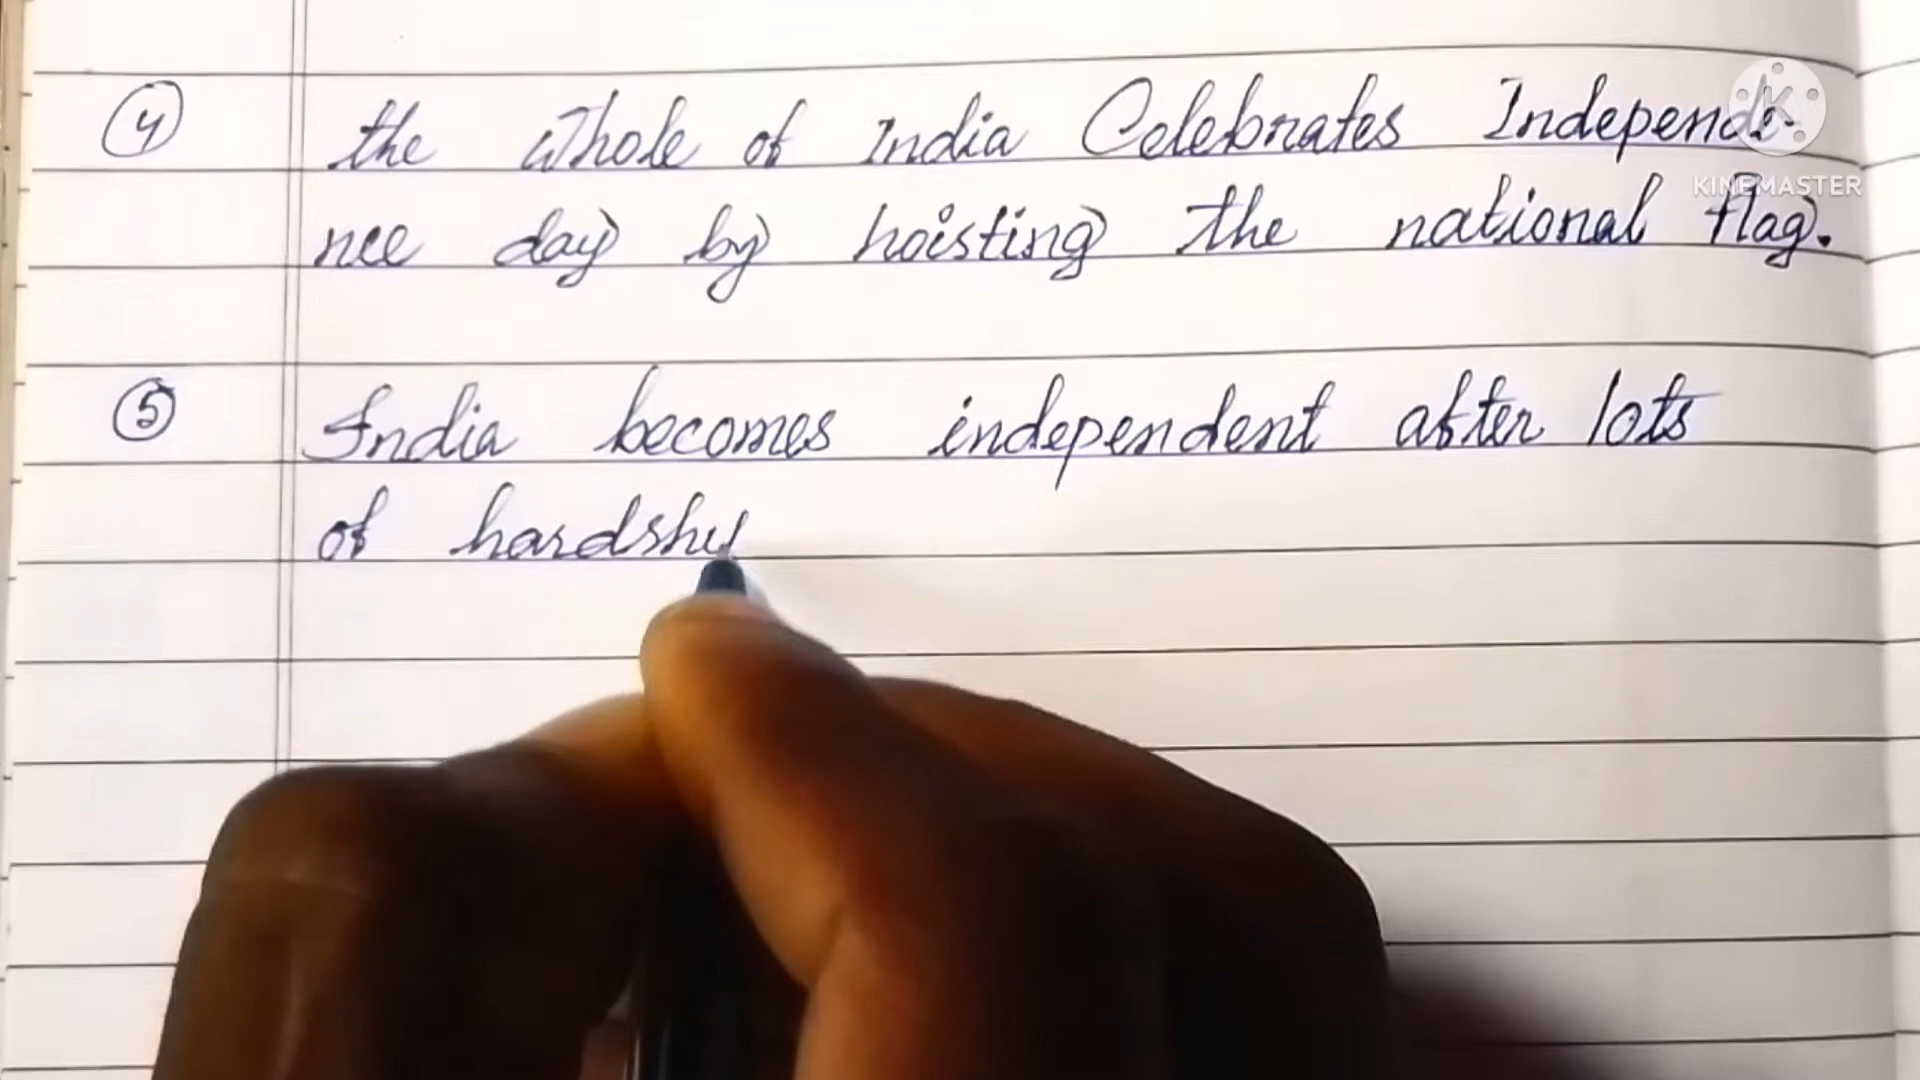 ④ the whole of India Celebrates Independe-
nce day by hoisting the national flag.
⑤ India becomes independent after lots
of hardshi
KINEMASTER